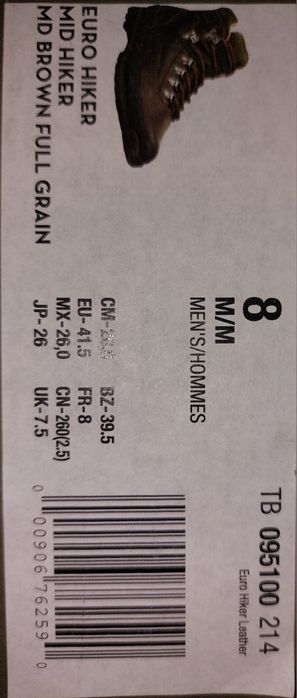 EURO HIKER
MID HIKER
MD BROWN FULL GRAIN
8
M/M
MEN'S/HOMMES
CM- BZ-39.5
EU- 41.5 FR-8
MX-26,0 CN-260(2.5)
JP- 26 UK-7.5
TB 095100 214
Euro Hiker Leather
0 00906 76259 0